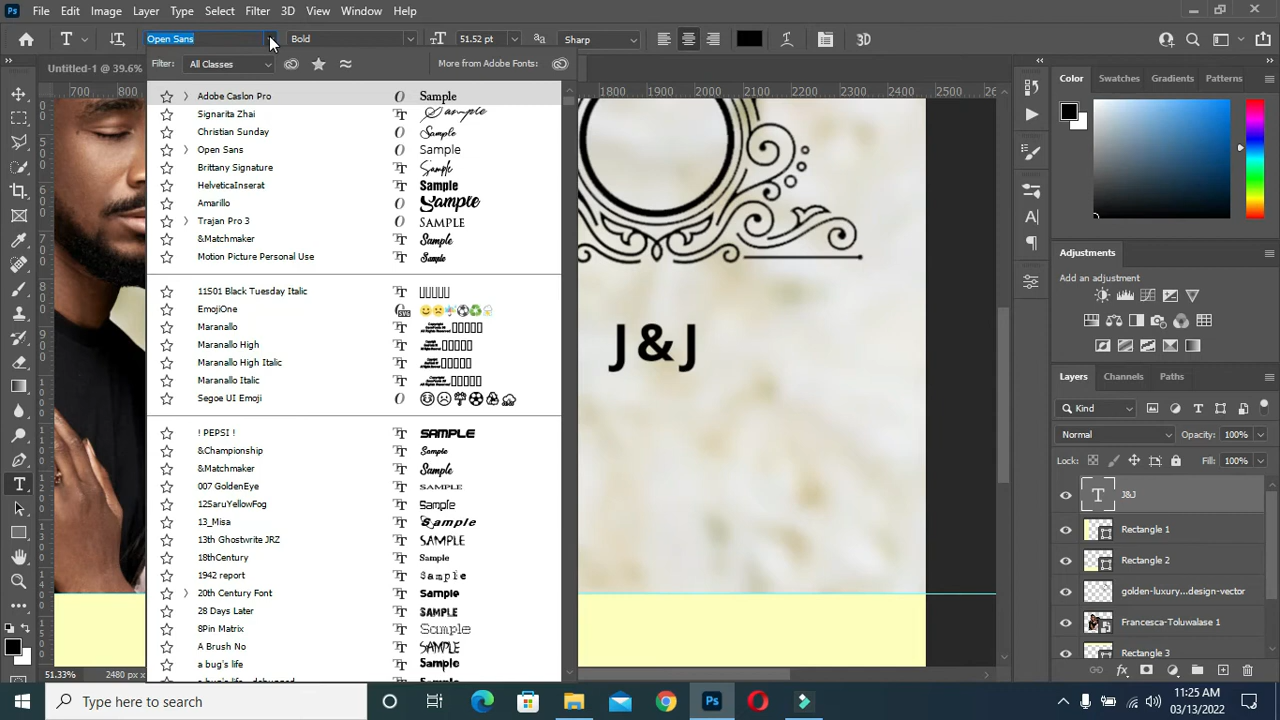 Ps File Edit Image Layer Type Select Filter 3D View Window Help
T Open Sans Bold 51.52 pt Sharp 3D
Untitled-1 @ 39.6%
Filter: All Classes More from Adobe Fonts:
700 800 1800 1900 2000 2100 2200 2300 2400 2500
Adobe Caslon Pro Sample
Signarita Zhai Sample
Christian Sunday Sample
Open Sans Sample
Brittany Signature Sample
HelveticaInserat Sample
Amarillo Sample
Trajan Pro 3 SAMPLE
&Matchmaker Sample
Motion Picture Personal Use Sample
11S01 Black Tuesday Italic
EmojiOne
Maranallo
Maranallo High
Maranallo High Italic
Maranallo Italic
Segoe UI Emoji
! PEPSI ! SAMPLE
&Championship Sample
&Matchmaker Sample
007 GoldenEye SAMPLE
12SaruYellowFog Sample
13_Misa Sample
13th Ghostwrite JRZ SAMPLE
18thCentury Sample
1942 report Sample
20th Century Font Sample
28 Days Later SAMPLE
8Pin Matrix Sample
A Brush No SAMPLE
a bug's life Sample
a bug's life - debugged
J&J
Color Swatches Gradients Patterns
Adjustments
Add an adjustment
Layers Channels Paths
Kind
Normal Opacity: 100%
Lock: Fill: 100%
T J&J
Rectangle 1
Rectangle 2
golden-luxury...design-vector
Francesca-Toluwalase 1
Rectangle 3
51.33% 2480 px
Type here to search
11:25 AM
03/13/2022